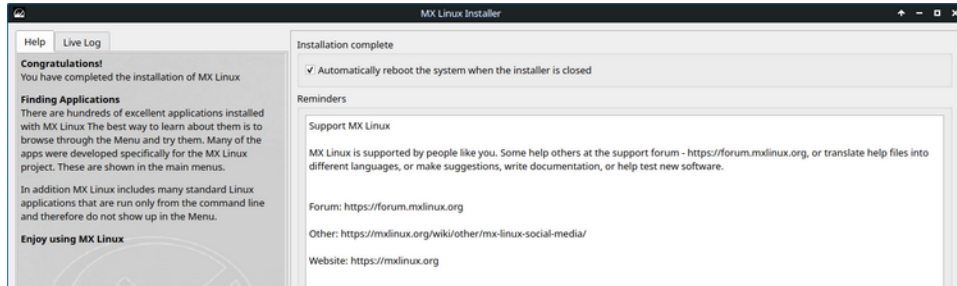 MX Linux Installer
Help
Live Log
Congratulations!
You have completed the installation of MX Linux
Finding Applications
There are hundreds of excellent applications installed
with MX Linux The best way to learn about them is to
browse through the Menu and try them. Many of the
apps were developed specifically for the MX Linux
project. These are shown in the main menus.
In addition MX Linux includes many standard Linux
applications that are run only from the command line
and therefore do not show up in the Menu.
Enjoy using MX Linux
Installation complete
Automatically reboot the system when the installer is closed
Reminders
Support MX Linux
MX Linux is supported by people like you. Some help others at the support forum - https://forum.mxlinux.org, or translate help files into
different languages, or make suggestions, write documentation, or help test new software.
Forum: https://forum.mxlinux.org
Other: https://mxlinux.org/wiki/other/mx-linux-social-media/
Website: https://mxlinux.org